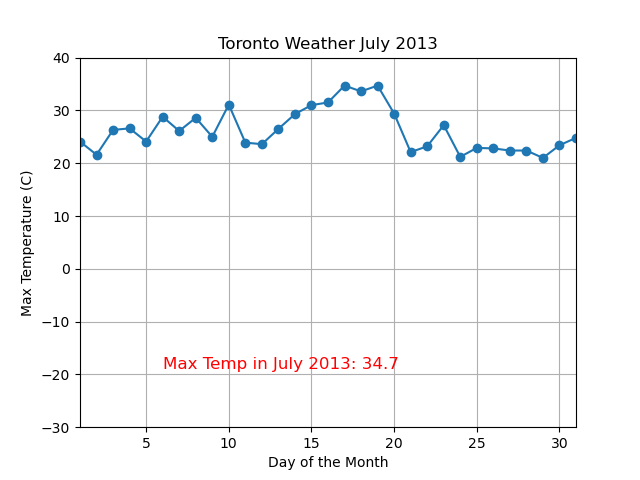 Toronto Weather July 2013
40
30
20
10
0
−10
−20
−30
Max Temperature (C)
Max Temp in July 2013: 34.7
5 10 15 20 25 30
Day of the Month